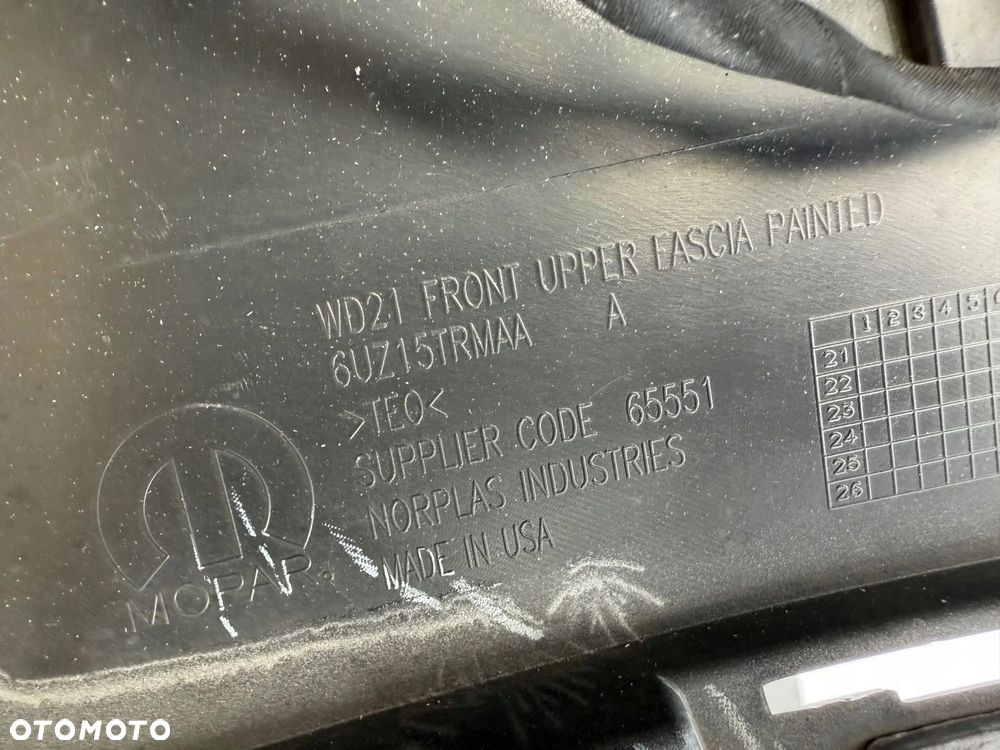 WD21 FRONT UPPER FASCIA PAINTED
6UZ15TRMAA A
>TEO<
SUPPLIER CODE 65551
NORPLAS INDUSTRIES
MADE IN USA
MOPAR®
1 2 3 4 5
21
22
23
24
25
26
OTOMOTO